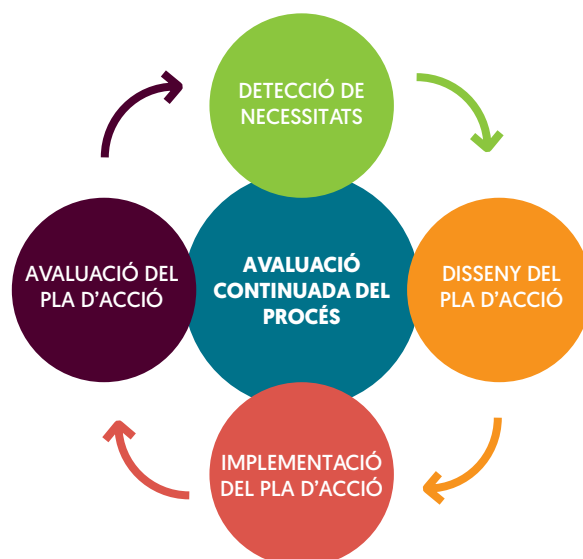 DETECCIÓ DE
NECESSITATS
AVALUACIÓ DEL
PLA D'ACCIÓ
AVALUACIÓ
CONTINUADA DEL
PROCÉS
DISSENY DEL
PLA D'ACCIÓ
IMPLEMENTACIÓ
DEL PLA D'ACCIÓ